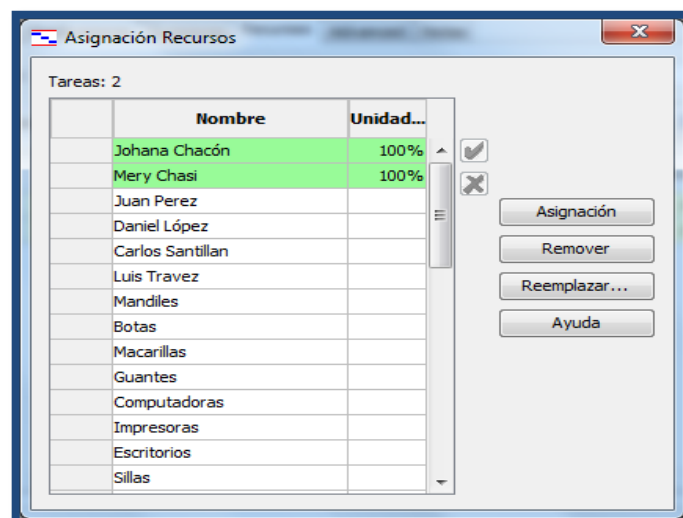 Asignación Recursos
Tareas: 2
Nombre Unidad...
Johana Chacón 100%
Mery Chasi 100%
Juan Perez
Daniel López
Carlos Santillan
Luis Travez
Mandiles
Botas
Macarillas
Guantes
Computadoras
Impresoras
Escritorios
Sillas
Asignación
Remover
Reemplazar...
Ayuda